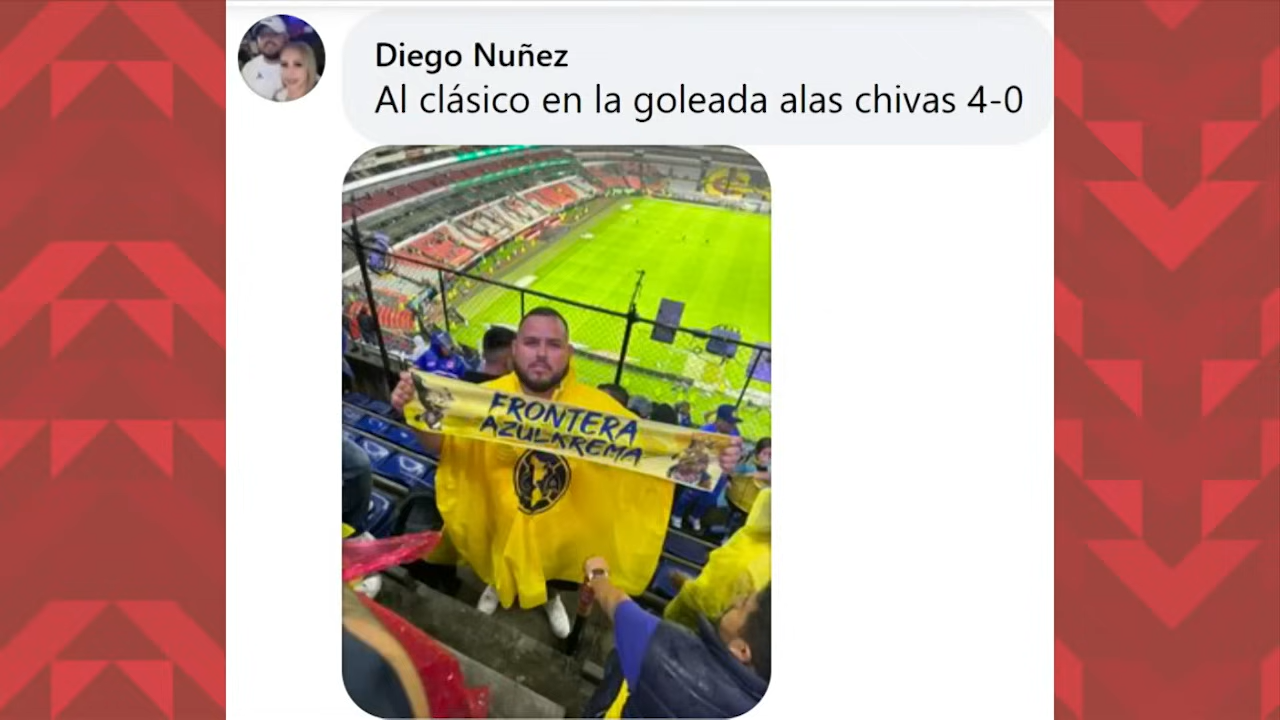 Diego Nuñez
Al clásico en la goleada alas chivas 4-0
FRONTERA
AZULKREMA